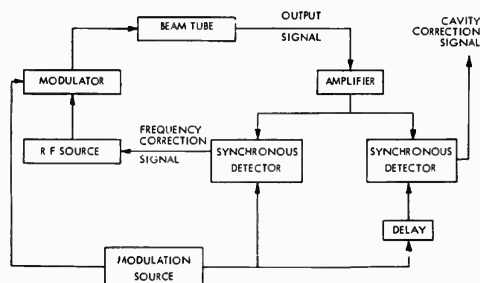 OUTPUT
SIGNAL
CAVITY
CORRECTION
SIGNAL
BEAM TUBE
MODULATOR
AMPLIFIER
FREQUENCY
CORRECTION
SIGNAL
R F SOURCE
SYNCHRONOUS
DETECTOR
SYNCHRONOUS
DETECTOR
DELAY
MODULATION
SOURCE